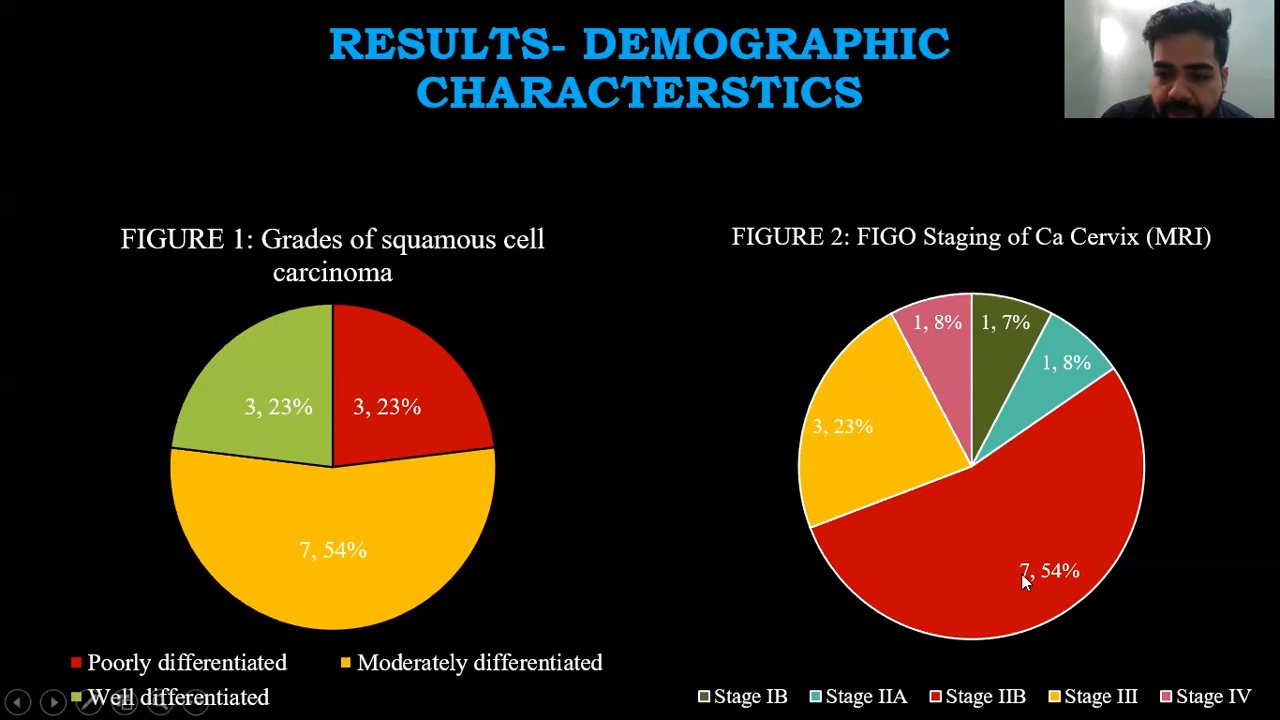 RESULTS- DEMOGRAPHIC
CHARACTERSTICS
FIGURE 1: Grades of squamous cell
carcinoma
3, 23%
3, 23%
7, 54%
Poorly differentiated
Moderately differentiated
Well differentiated
FIGURE 2: FIGO Staging of Ca Cervix (MRI)
1, 8%
1, 7%
1, 8%
3, 23%
7, 54%
Stage IB
Stage IIA
Stage IIB
Stage III
Stage IV